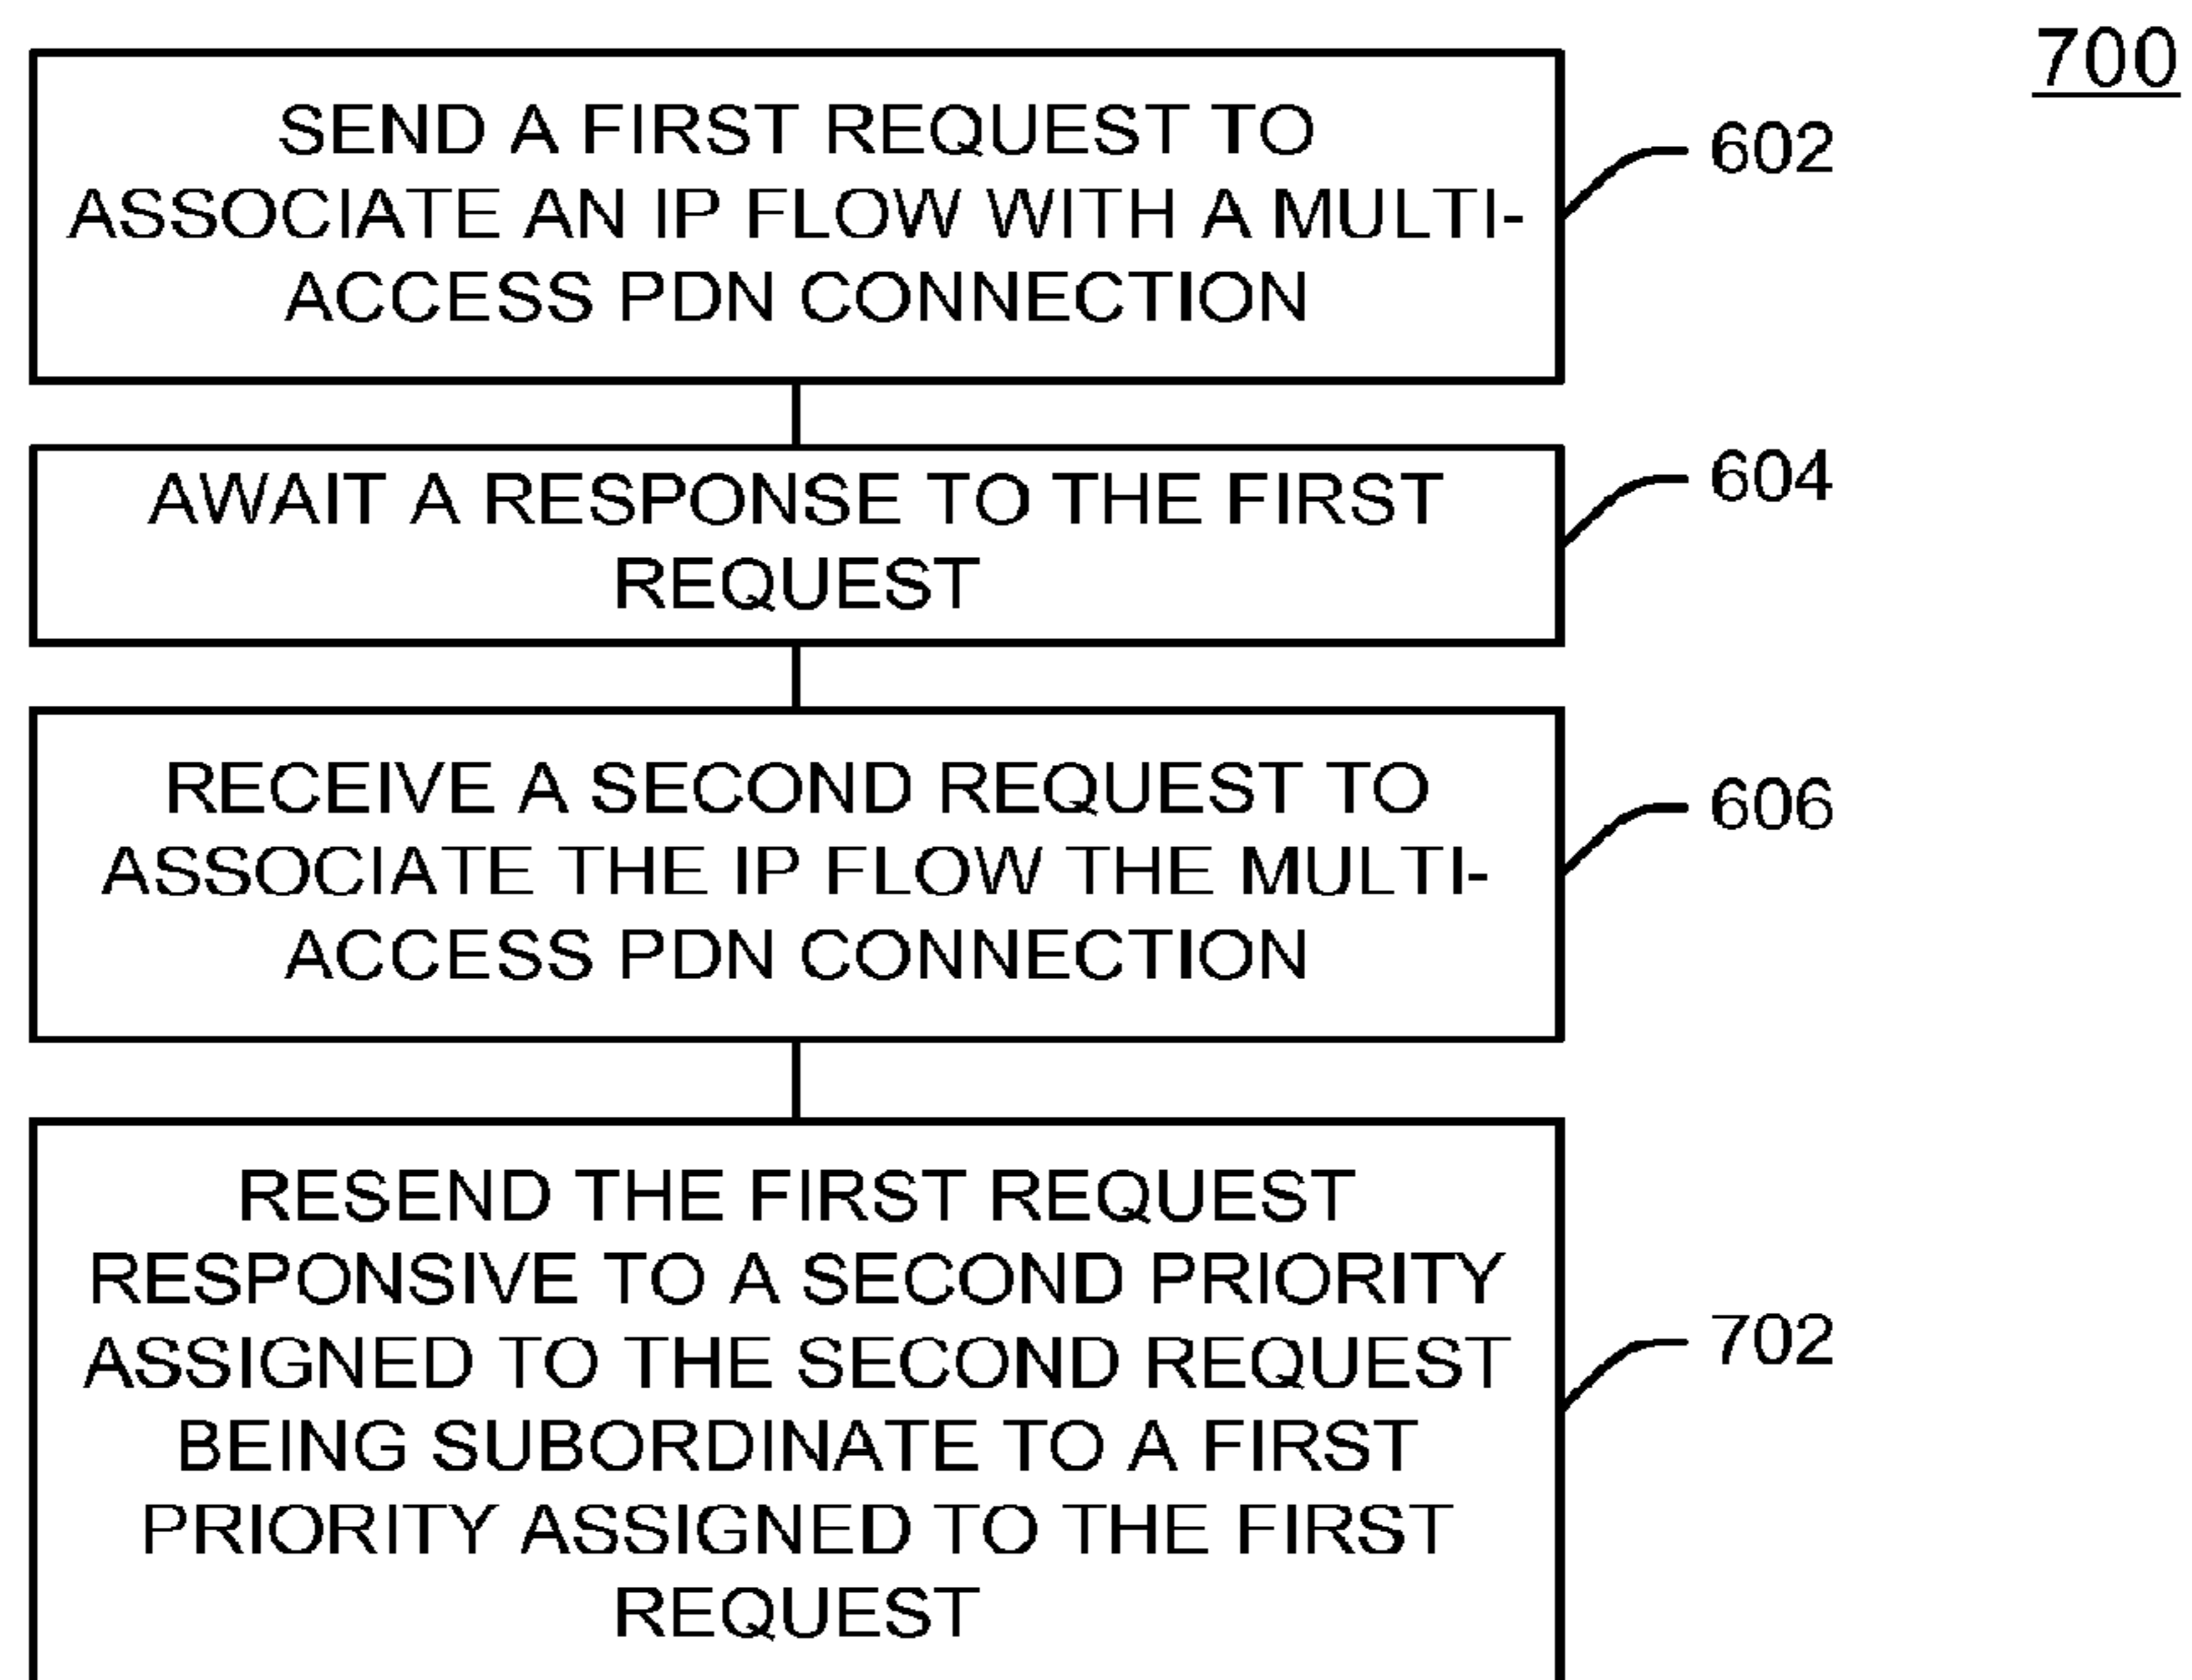 700
SEND A FIRST REQUEST TO
ASSOCIATE AN IP FLOW WITH A MULTI-
ACCESS PDN CONNECTION
602
AWAIT A RESPONSE TO THE FIRST
REQUEST
604
RECEIVE A SECOND REQUEST TO
ASSOCIATE THE IP FLOW THE MULTI-
ACCESS PDN CONNECTION
606
RESEND THE FIRST REQUEST
RESPONSIVE TO A SECOND PRIORITY
ASSIGNED TO THE SECOND REQUEST
BEING SUBORDINATE TO A FIRST
PRIORITY ASSIGNED TO THE FIRST
REQUEST
702